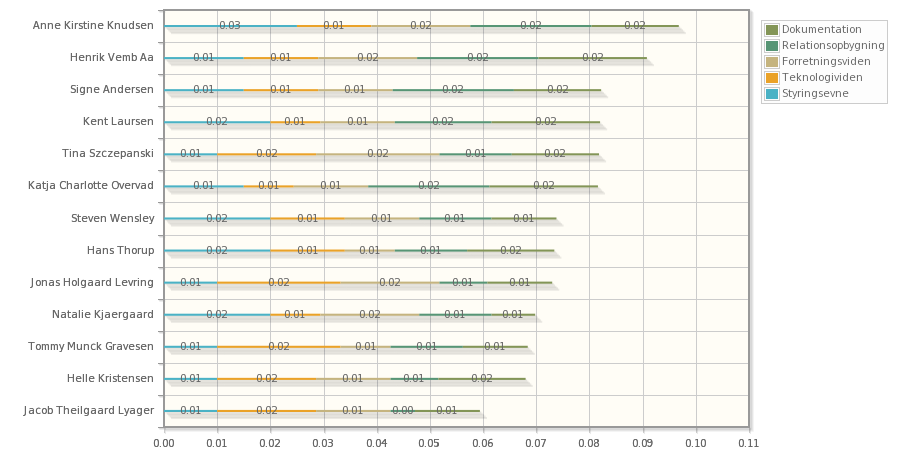 Anne Kirstine Knudsen 0.03 0.01 0.02 0.02 0.02
Henrik Vemb Aa 0.01 0.01 0.02 0.02 0.02
Signe Andersen 0.01 0.01 0.01 0.02 0.02
Kent Laursen 0.02 0.01 0.01 0.02 0.02
Tina Szczepanski 0.01 0.02 0.02 0.01 0.02
Katja Charlotte Overvad 0.01 0.01 0.01 0.02 0.02
Steven Wensley 0.02 0.01 0.01 0.01 0.01
Hans Thorup 0.02 0.01 0.01 0.01 0.02
Jonas Holgaard Levring 0.01 0.02 0.02 0.01 0.01
Natalie Kjaergaard 0.02 0.01 0.02 0.01 0.01
Tommy Munck Gravesen 0.01 0.02 0.01 0.01 0.01
Helle Kristensen 0.01 0.02 0.01 0.01 0.02
Jacob Theilgaard Lyager 0.01 0.02 0.01 0.00 0.01
0.00 0.01 0.02 0.03 0.04 0.05 0.06 0.07 0.08 0.09 0.10 0.11
Dokumentation
Relationsopbygning
Forretningsviden
Teknologividen
Styringsevne